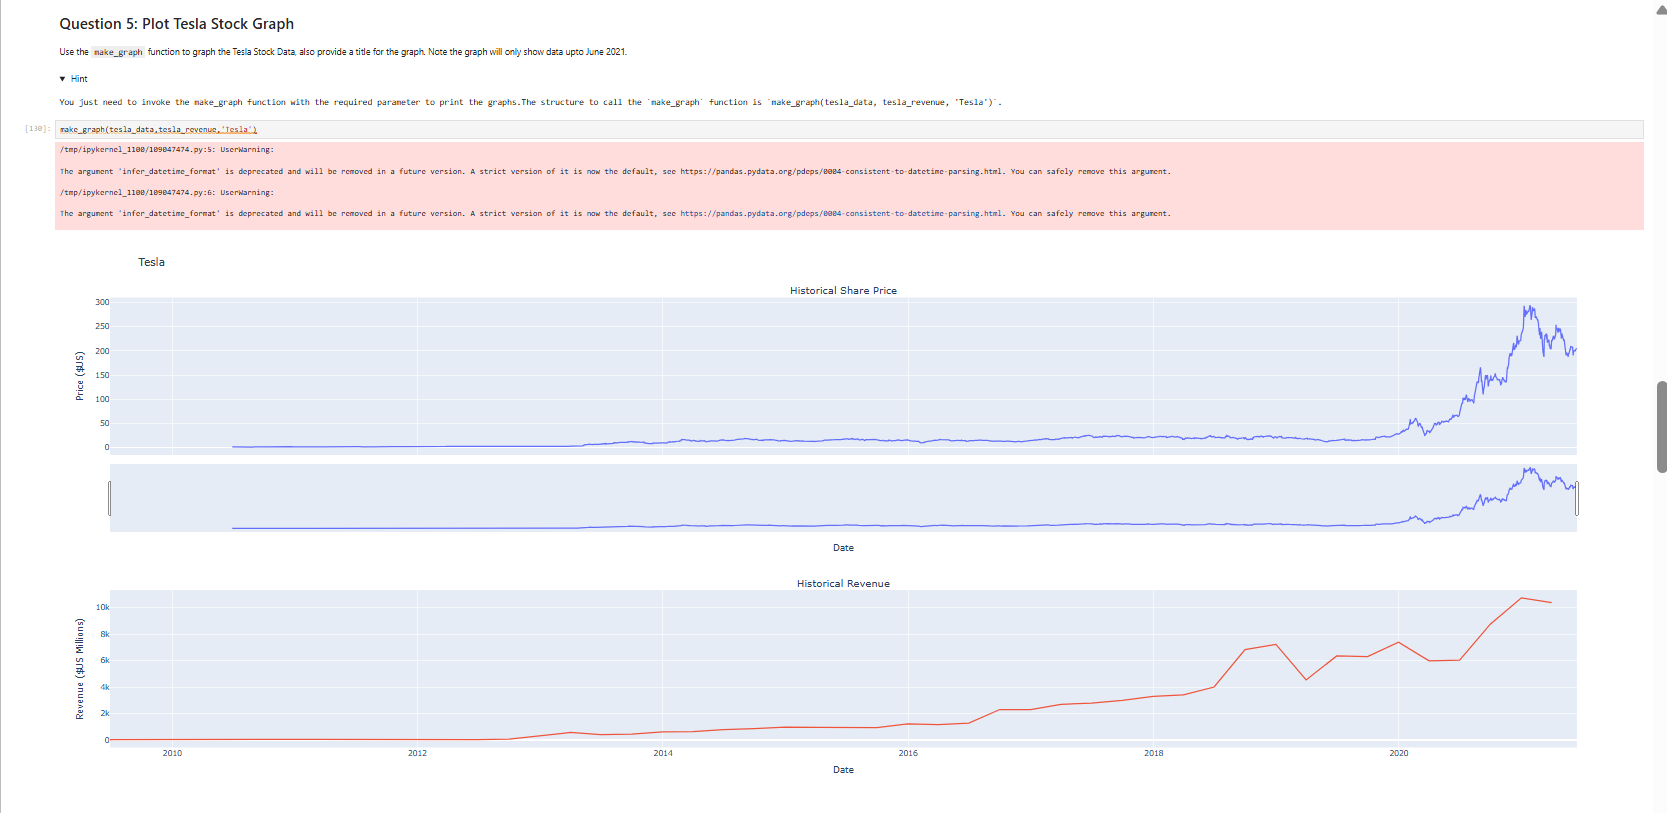 Question 5: Plot Tesla Stock Graph
Use the make_graph function to graph the Tesla Stock Data, also provide a title for the graph. Note the graph will only show data upto June 2021.
▼ Hint
You just need to invoke the make_graph function with the required parameter to print the graphs.The structure to call the `make_graph` function is `make_graph(tesla_data, tesla_revenue, 'Tesla')`.
[130]: make_graph(tesla_data,tesla_revenue,'Tesla')
/tmp/ipykernel_1100/109047474.py:5: UserWarning:
The argument 'infer_datetime_format' is deprecated and will be removed in a future version. A strict version of it is now the default, see https://pandas.pydata.org/pdeps/0004-consistent-to-datetime-parsing.html. You can safely remove this argument.
/tmp/ipykernel_1100/109047474.py:6: UserWarning:
The argument 'infer_datetime_format' is deprecated and will be removed in a future version. A strict version of it is now the default, see https://pandas.pydata.org/pdeps/0004-consistent-to-datetime-parsing.html. You can safely remove this argument.
Tesla
Historical Share Price
300
250
200
150
100
50
0
Price ($US)
Date
Historical Revenue
10k
8k
6k
4k
2k
0
Revenue ($US Millions)
2010 2012 2014 2016 2018 2020
Date